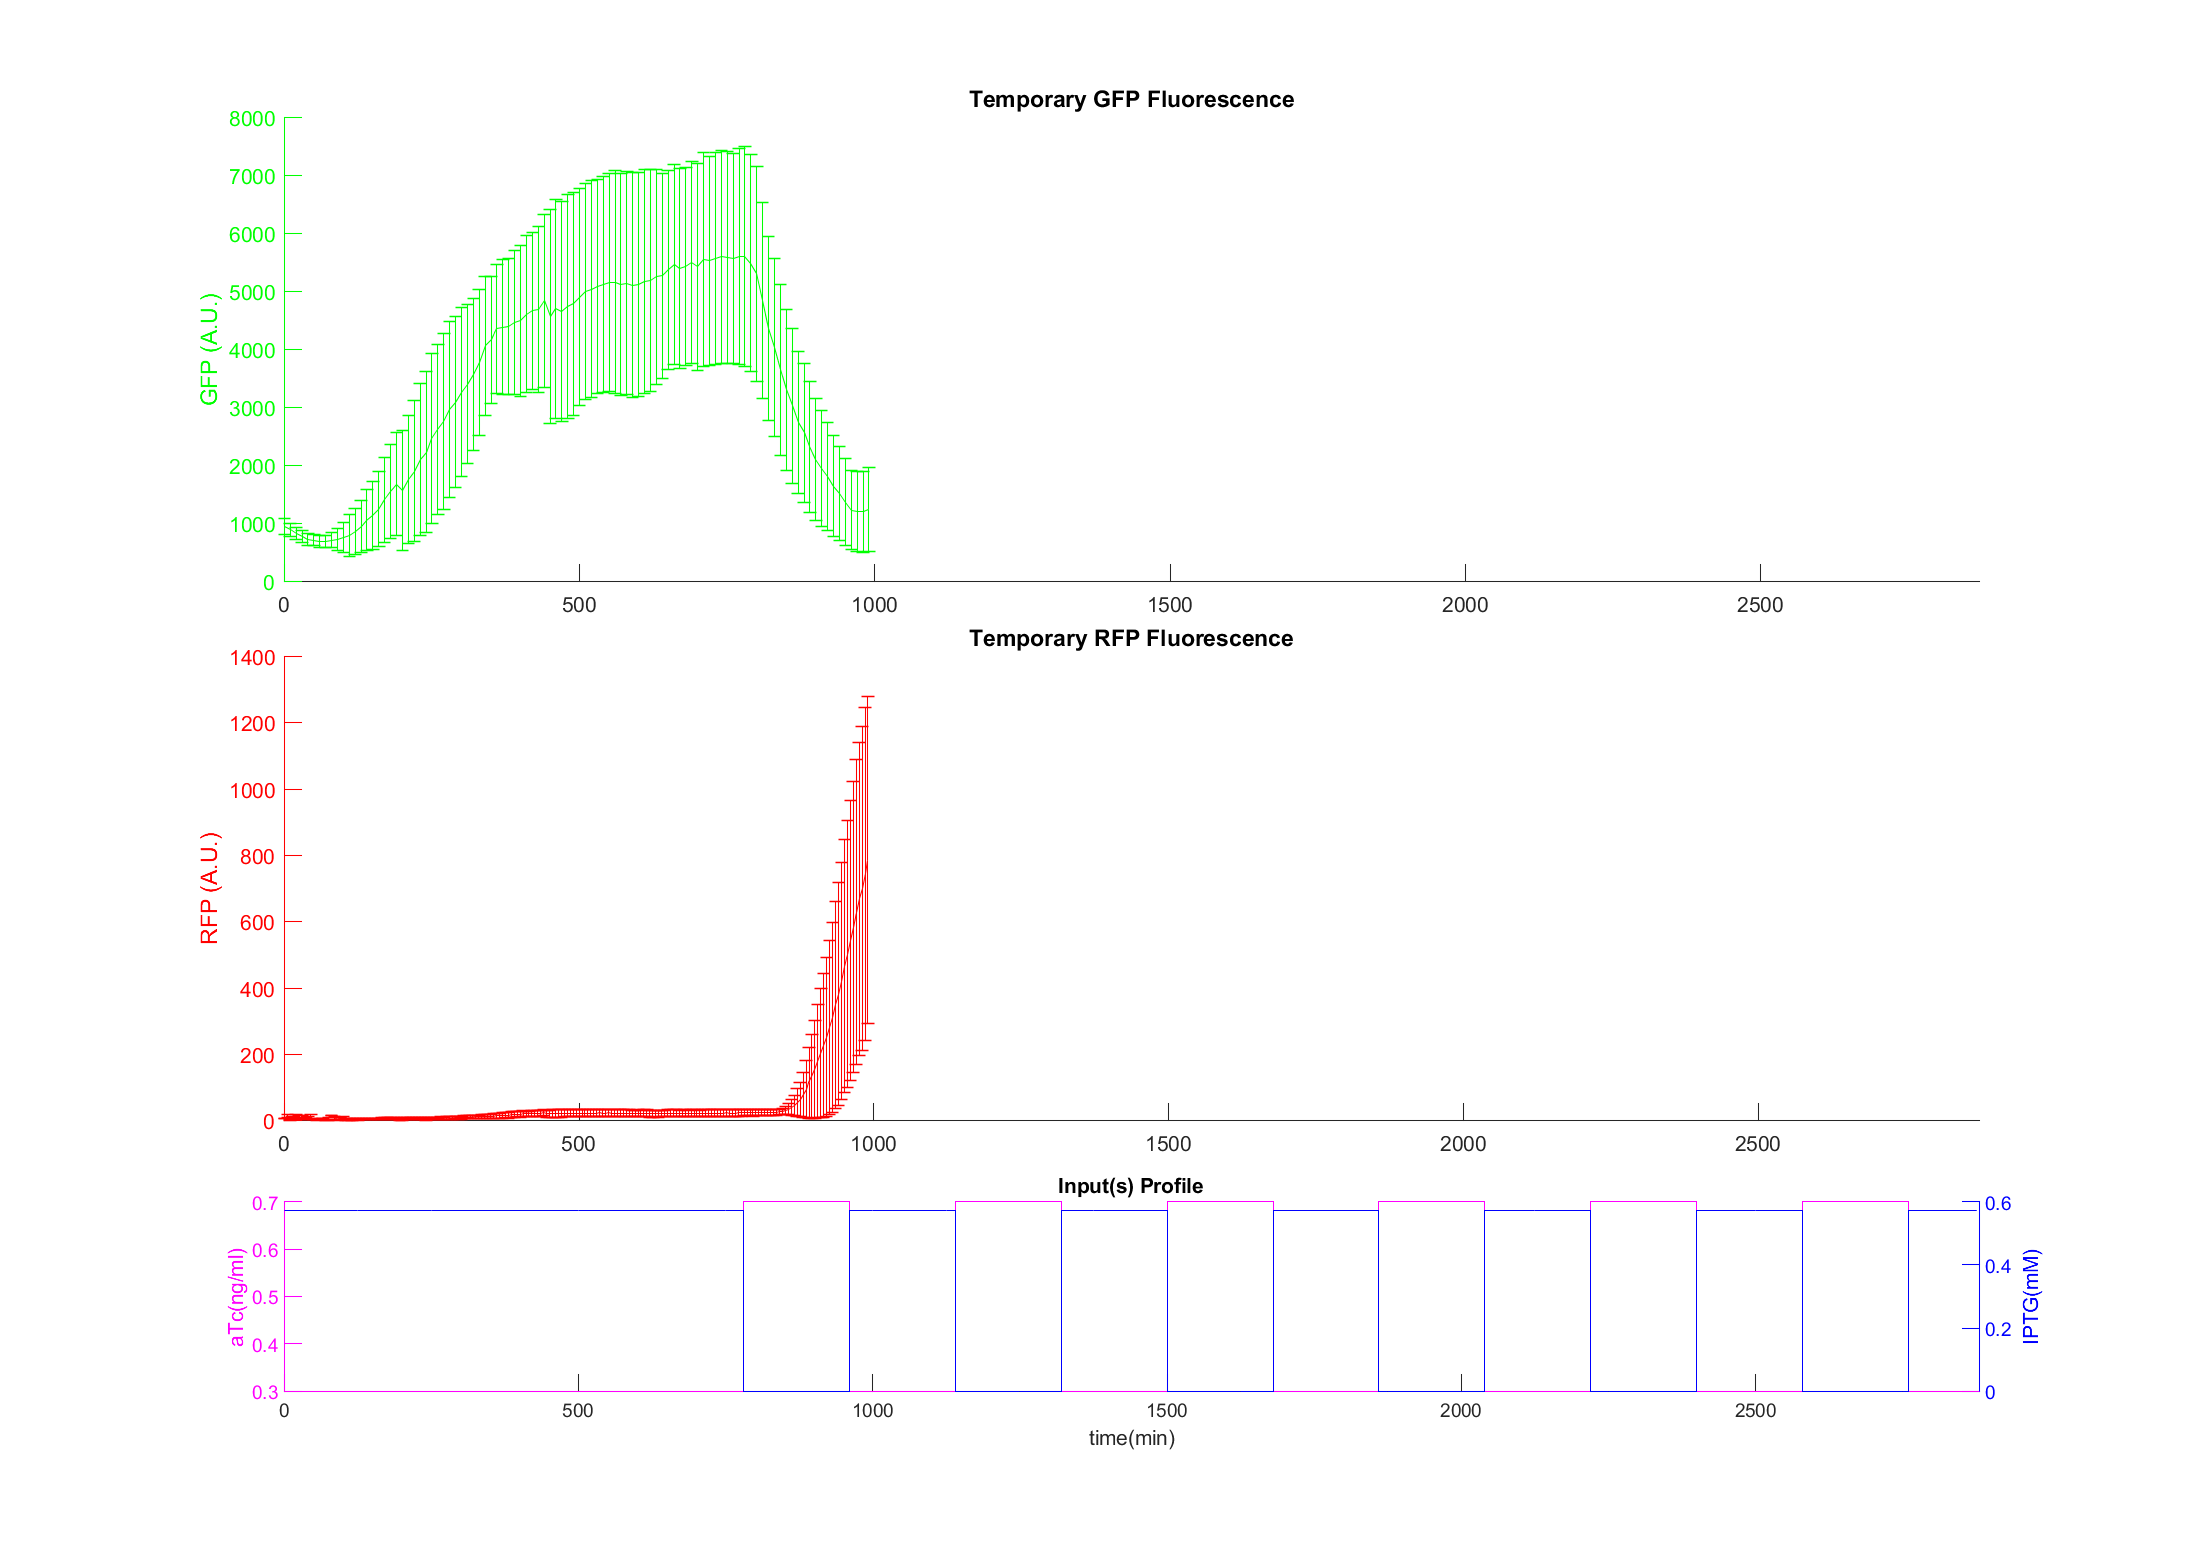 Temporary GFP Fluorescence
8000
7000
6000
5000
4000
3000
2000
1000
0
GFP (A.U.)
0 500 1000 1500 2000 2500
Temporary RFP Fluorescence
1400
1200
1000
800
600
400
200
0
RFP (A.U.)
0 500 1000 1500 2000 2500
Input(s) Profile
0.7
0.6
0.5
0.4
0.3
aTc(ng/ml)
0.6
0.4
0.2
0
IPTG(mM)
0 500 1000 1500 2000 2500
time(min)